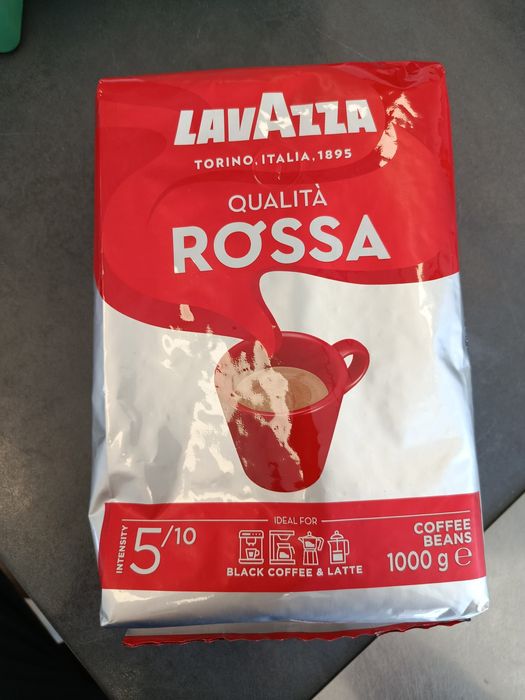 LAVAZZA
TORINO, ITALIA, 1895
QUALITÀ
ROSSA
INTENSITY
5/10
IDEAL FOR
BLACK COFFEE & LATTE
COFFEE
BEANS
1000 g ℮